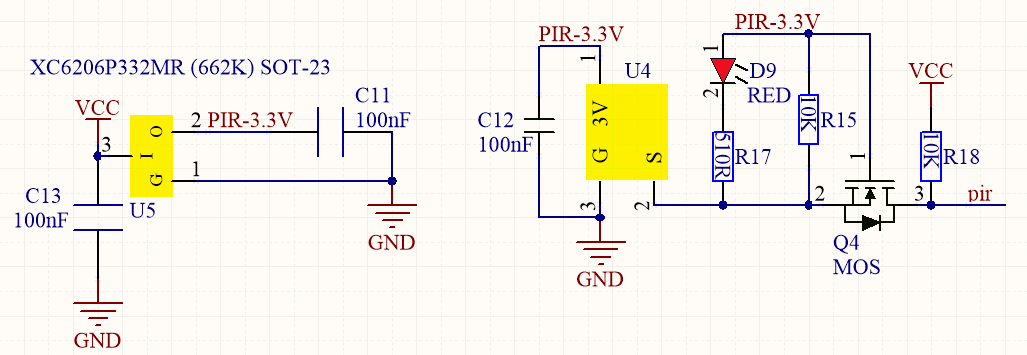 XC6206P332MR (662K) SOT-23
VCC
3
I
O
G
2
PIR-3.3V
1
C11
100nF
C13
100nF
U5
GND
GND
PIR-3.3V
1
U4
3V
G
S
C12
100nF
3
2
GND
PIR-3.3V
1
D9
RED
2
510R
R17
10K
R15
1
2
3
Q4
MOS
VCC
10K
R18
pir